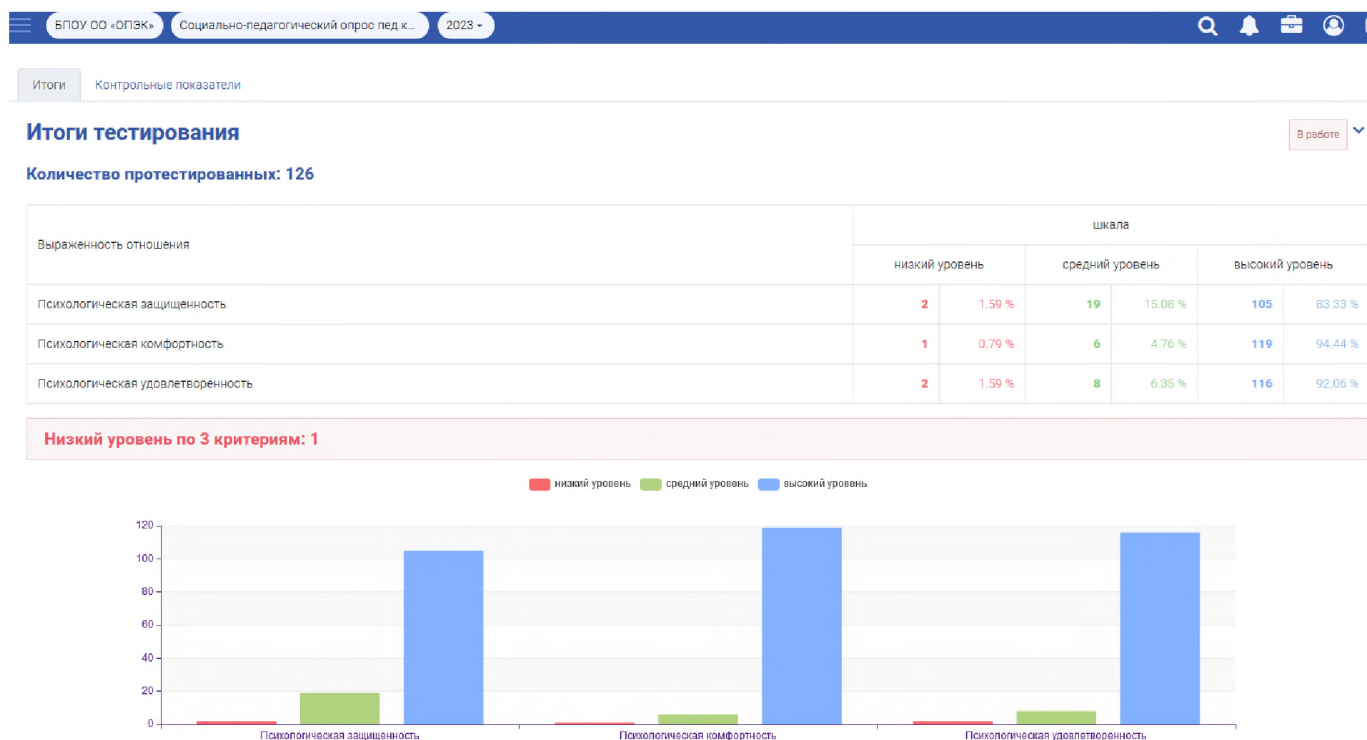 БПОУ ОО «ОПЭК» Социально-педагогический опрос пед.к... 2023
Итоги Контрольные показатели
Итоги тестирования
В работе
Количество протестированных: 126
Выраженность отношения
шкала
низкий уровень средний уровень высокий уровень
Психологическая защищенность 2 1.59 % 19 15.08 % 105 83.33 %
Психологическая комфортность 1 0.79 % 6 4.76 % 119 94.44 %
Психологическая удовлетворенность 2 1.59 % 8 6.35 % 116 92.06 %
Низкий уровень по 3 критериям: 1
низкий уровень средний уровень высокий уровень
120
100
80
60
40
20
0
Психологическая защищенность Психологическая комфортность Психологическая удовлетворенность